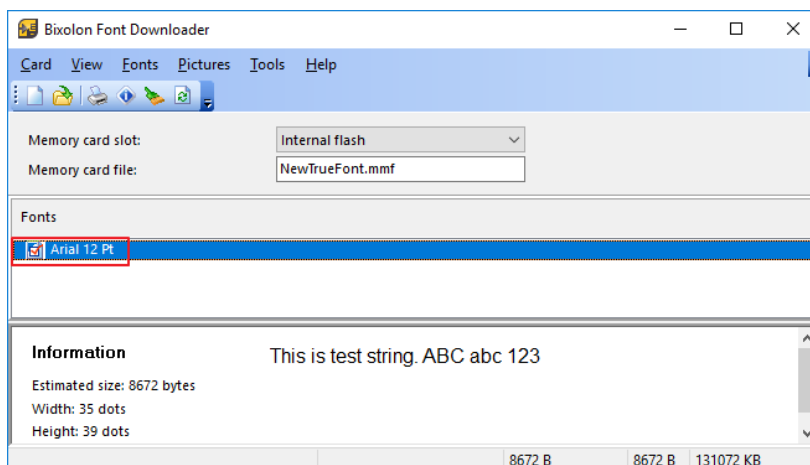 Bixolon Font Downloader
Card View Fonts Pictures Tools Help
Memory card slot: Internal flash
Memory card file: NewTrueFont.mmf
Fonts
Arial 12 Pt
Information This is test string. ABC abc 123
Estimated size: 8672 bytes
Width: 35 dots
Height: 39 dots
8672 B 8672 B 131072 KB